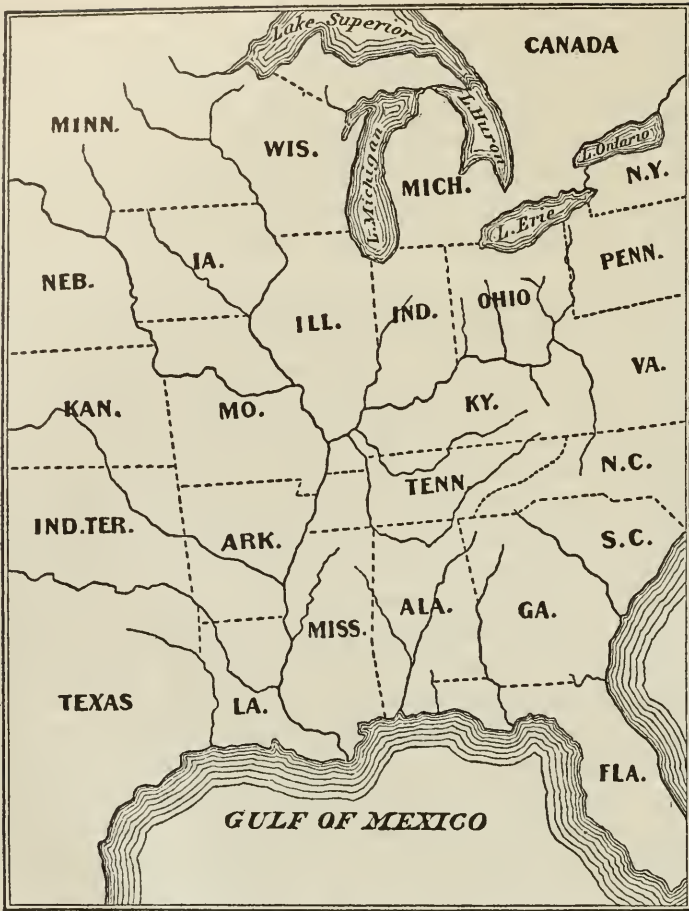 Lake Superior
CANADA
MINN.
WIS.
L. Michigan
L. Huron
L. Ontario
MICH.
N.Y.
L. Erie
PENN.
NEB.
IA.
ILL.
IND.
OHIO
VA.
KAN.
MO.
KY.
TENN.
N.C.
IND. TER.
ARK.
S.C.
MISS.
ALA.
GA.
TEXAS
LA.
FLA.
GULF OF MEXICO